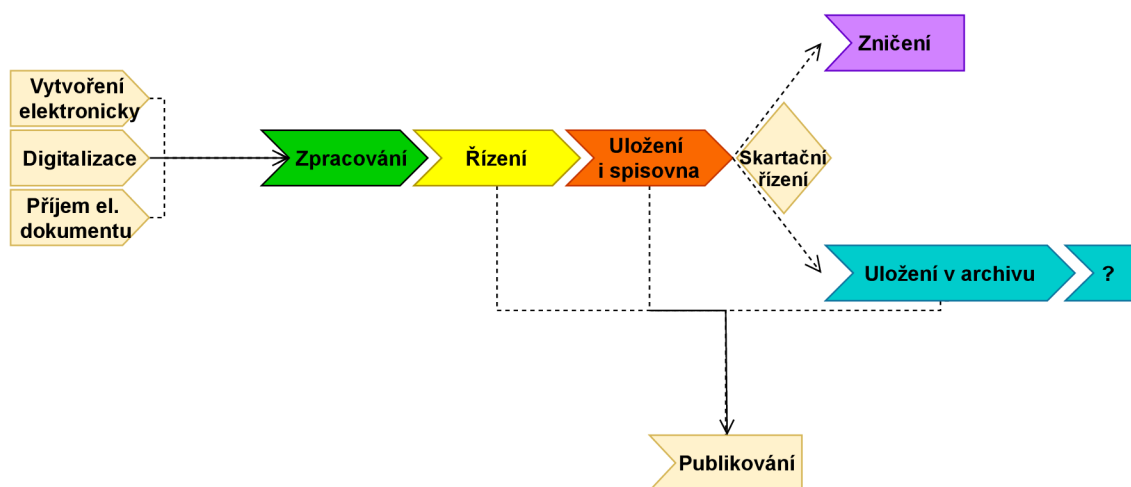 Zničení
Vytvoření
elektronicky
Digitalizace
Příjem el.
dokumentu
Zpracování
Řízení
Uložení
i spisovna
Skartační
řízení
Uložení v archivu
?
Publikování